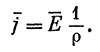 j̄ = Ē 1/ρ.